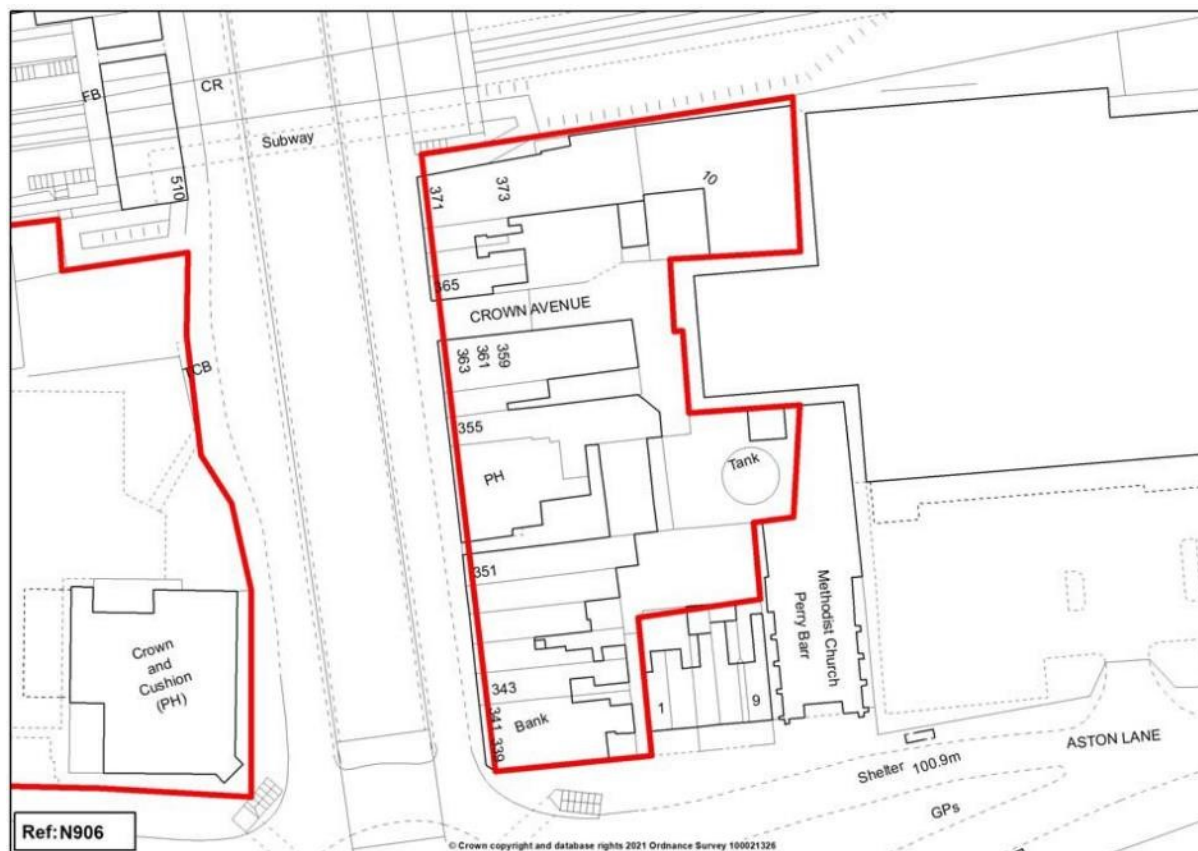 FB
CR
Subway
510
371
373
10
365
CROWN AVENUE
363
361
359
TCB
355
PH
Tank
351
Crown
and
Cushion
(PH)
Methodist Church
Perry Barr
343
341
339
Bank
1
9
ASTON LANE
Shelter
100.9m
GPs
Ref:N906
© Crown copyright and database rights 2021 Ordnance Survey 100021326